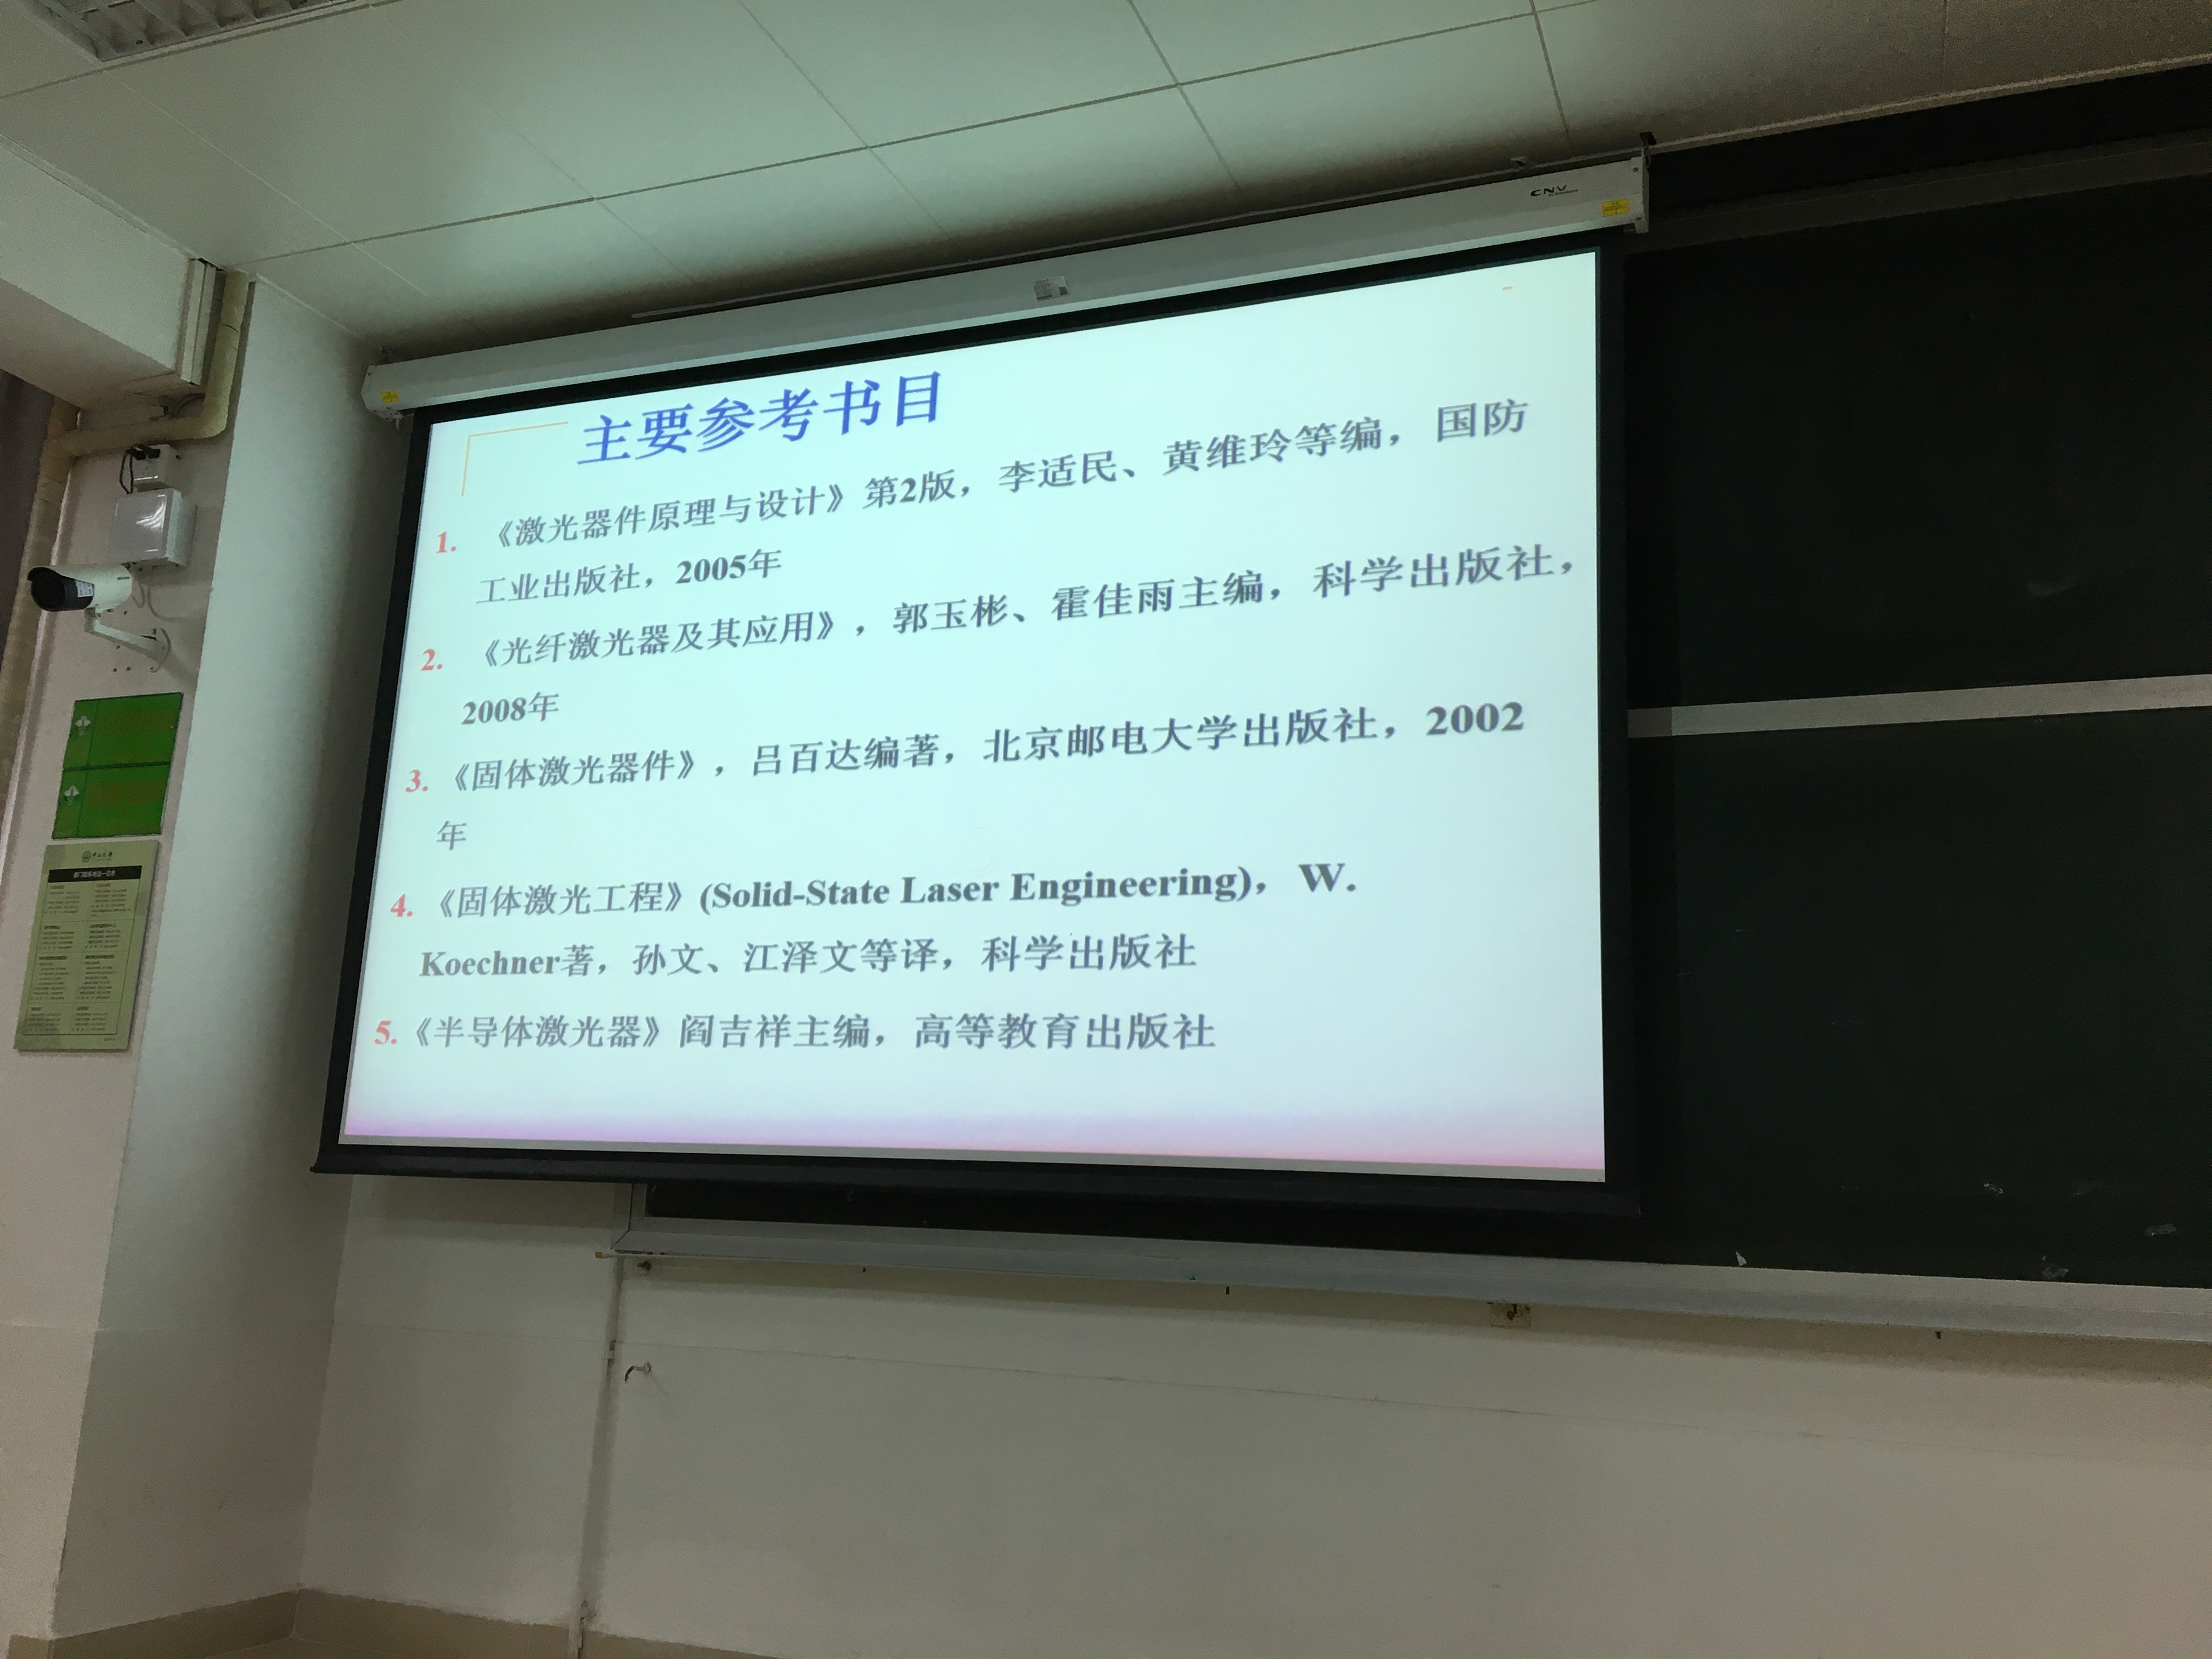 CNV
主要参考书目
1. 《激光器件原理与设计》第2版，李适民、黄维玲等编，国防
工业出版社，2005年
2. 《光纤激光器及其应用》，郭玉彬、霍佳雨主编，科学出版社，
2008年
3. 《固体激光器件》，吕百达编著，北京邮电大学出版社，2002
年
4. 《固体激光工程》(Solid-State Laser Engineering)， W.
Koechner著，孙文、江泽文等译，科学出版社
5.《半导体激光器》阎吉祥主编，高等教育出版社